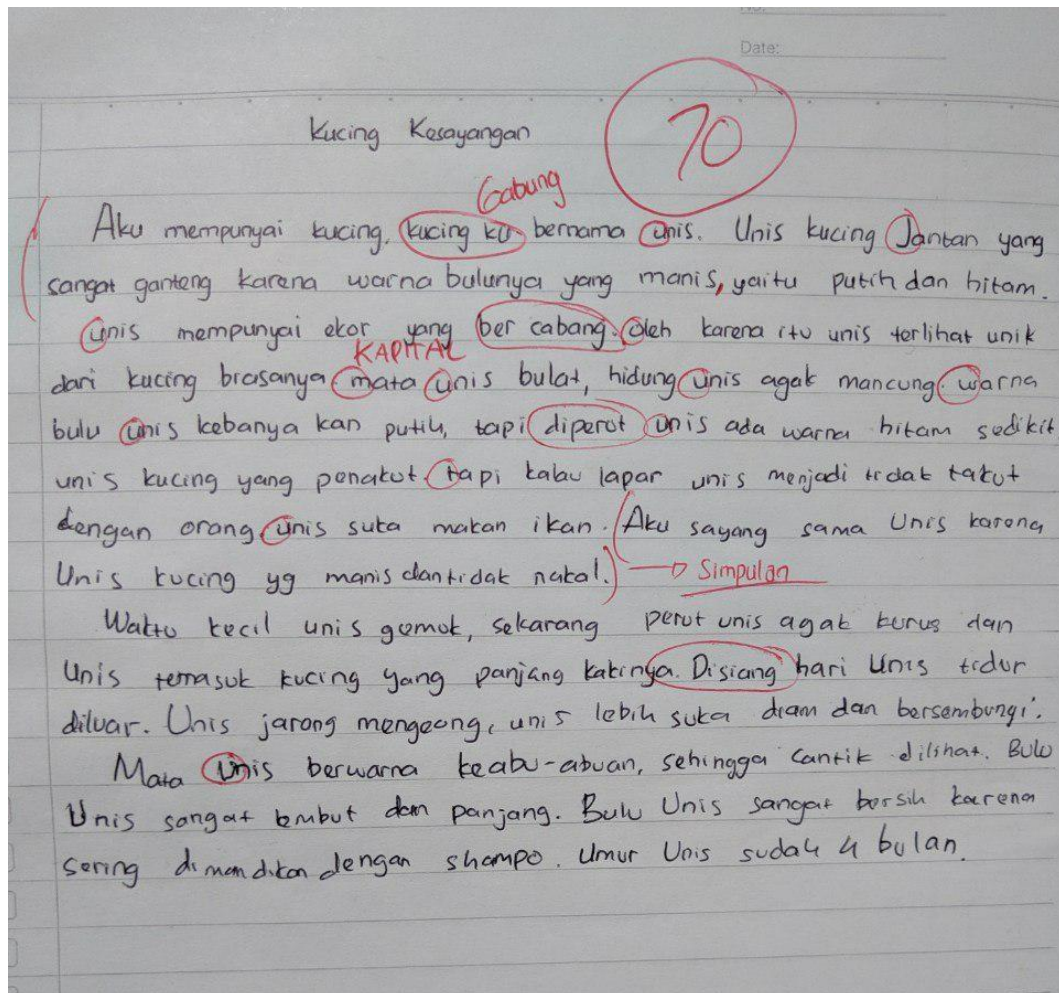 Date:
70
Kucing Kesayangan
Gabung
Aku mempunyai kucing, kucing ku bernama unis. Unis kucing Jantan yang
sangat ganteng karena warna bulunya yang manis, yaitu putih dan hitam.
unis mempunyai ekor yang ber cabang. Oleh karena itu unis terlihat unik
KAPITAL
dari kucing biasanya mata unis bulat, hidung unis agak mancung. warna
bulu unis kebanya kan putih, tapi diperut unis ada warna hitam sedikit
unis kucing yang penakut. tapi kalau lapar unis menjadi tidak takut
dengan orang unis suka makan ikan. Aku sayang sama Unis karena
Unis kucing yg manis dan tidak nakal. Simpulan
Waktu kecil unis gemuk, sekarang perut unis agak kurus dan
Unis temasuk kucing yang panjang kakinya. Disiang hari Unis tidur
diluar. Unis jarang mengeong, unis lebih suka diam dan bersembungi.
Mata Unis berwarna keabu-abuan, sehingga cantik dilihat. Bulu
Unis sangat lembut dan panjang. Bulu Unis sangat bersih karena
sering dimandikan dengan shampo. Umur Unis sudah 4 bulan.